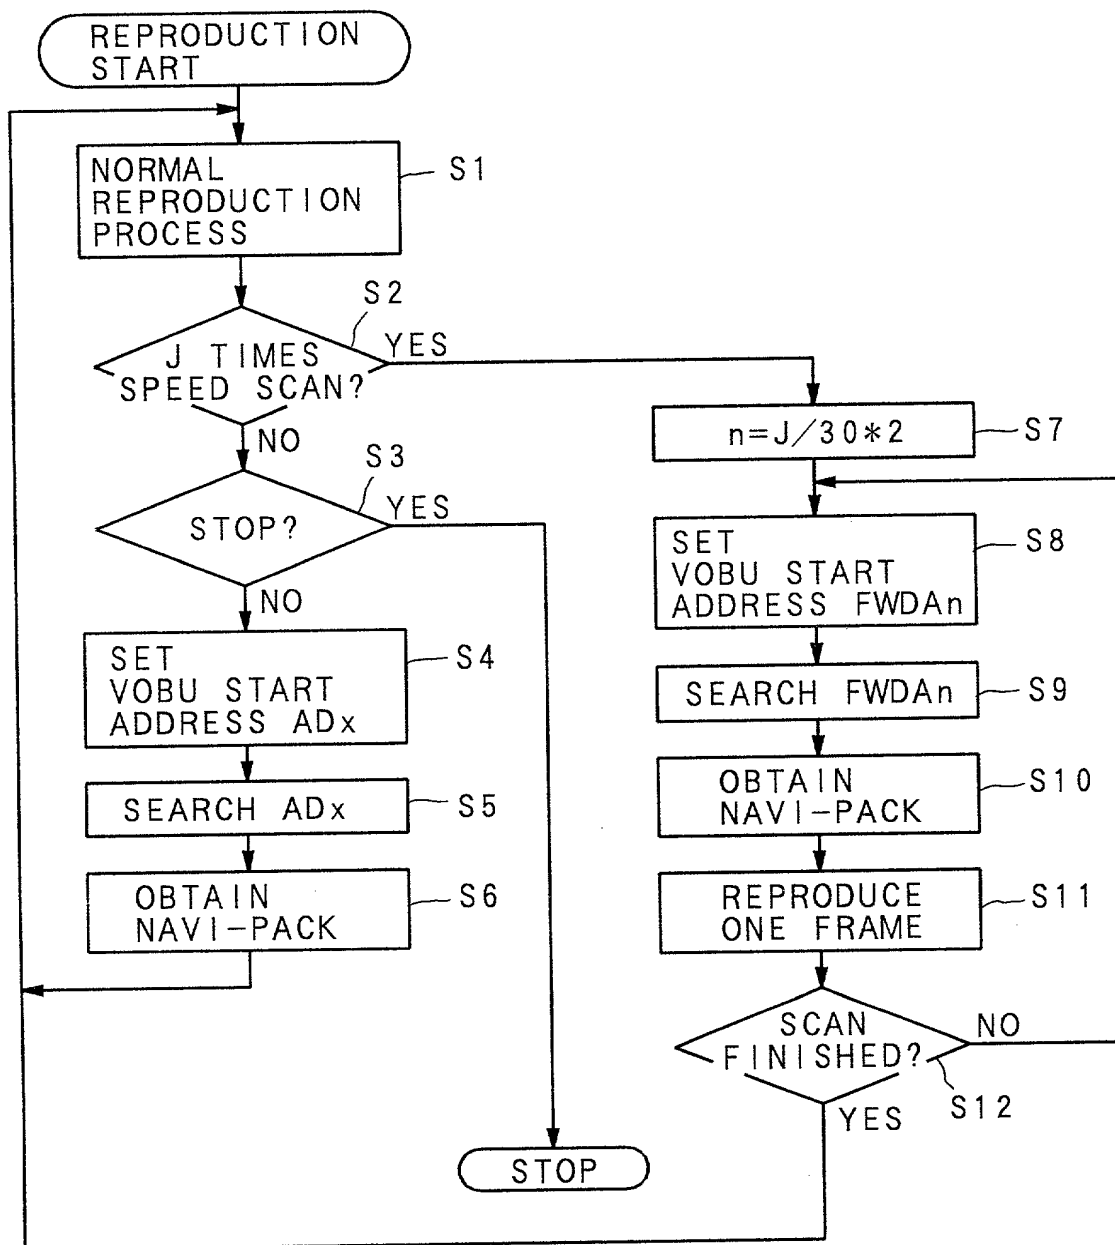 REPRODUCTION
START
NORMAL
REPRODUCTION
PROCESS
S1
S2
J TIMES
SPEED SCAN?
YES
NO
S3
STOP?
YES
NO
SET
VOBU START
ADDRESS ADx
S4
SEARCH ADx
S5
OBTAIN
NAVI-PACK
S6
n=J/30*2
S7
SET
VOBU START
ADDRESS FWDAn
S8
SEARCH FWDAn
S9
OBTAIN
NAVI-PACK
S10
REPRODUCE
ONE FRAME
S11
SCAN
FINISHED?
NO
S12
YES
STOP